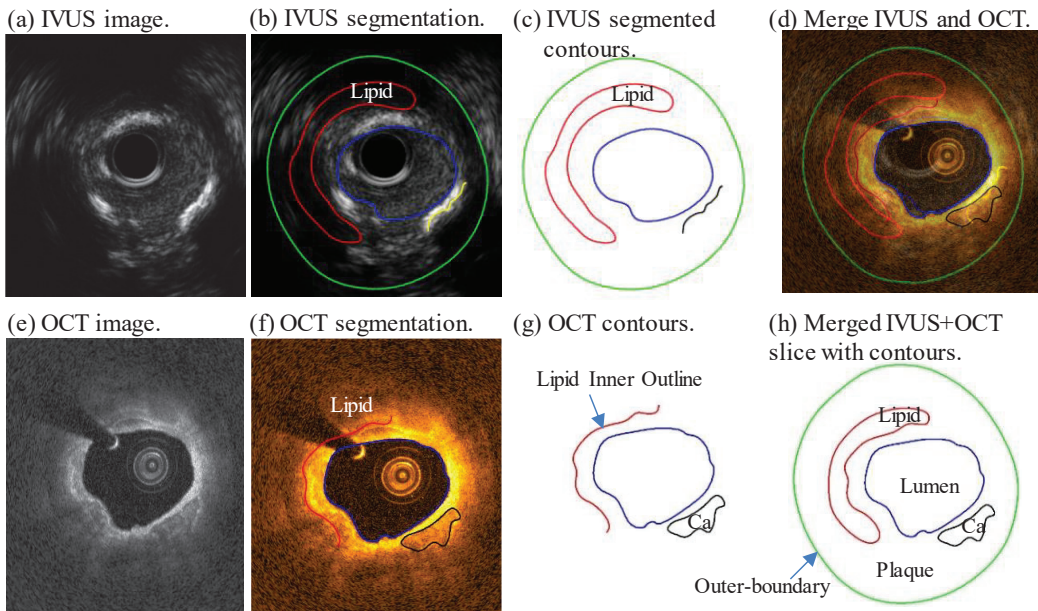 (a) IVUS image.
(b) IVUS segmentation.
(c) IVUS segmented
contours.
(d) Merge IVUS and OCT.
Lipid
Lipid
(e) OCT image.
(f) OCT segmentation.
(g) OCT contours.
(h) Merged IVUS+OCT
slice with contours.
Lipid
Lipid Inner Outline
Ca
Lipid
Lumen
Ca
Plaque
Outer-boundary